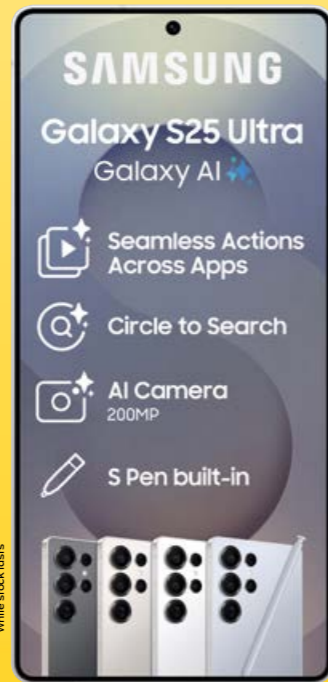 SAMSUNG
Galaxy S25 Ultra
Galaxy AI
Seamless Actions
Across Apps
Circle to Search
AI Camera
200MP
S Pen built-in
While stock lasts